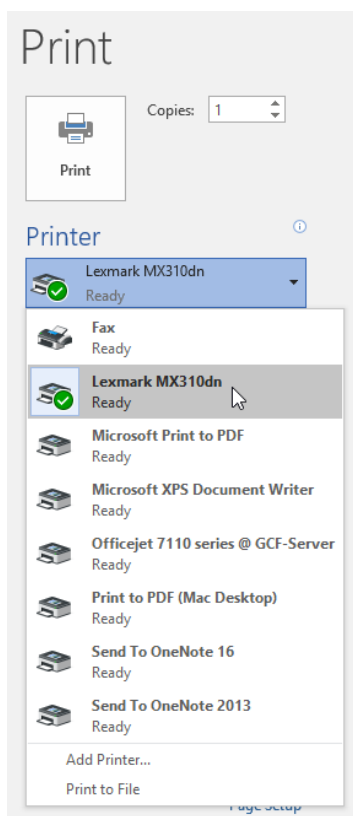 Print
Copies: 1
Print
Printer
Lexmark MX310dn
Ready
Fax
Ready
Lexmark MX310dn
Ready
Microsoft Print to PDF
Ready
Microsoft XPS Document Writer
Ready
Officejet 7110 series @ GCF-Server
Ready
Print to PDF (Mac Desktop)
Ready
Send To OneNote 16
Ready
Send To OneNote 2013
Ready
Add Printer...
Print to File
Page Setup